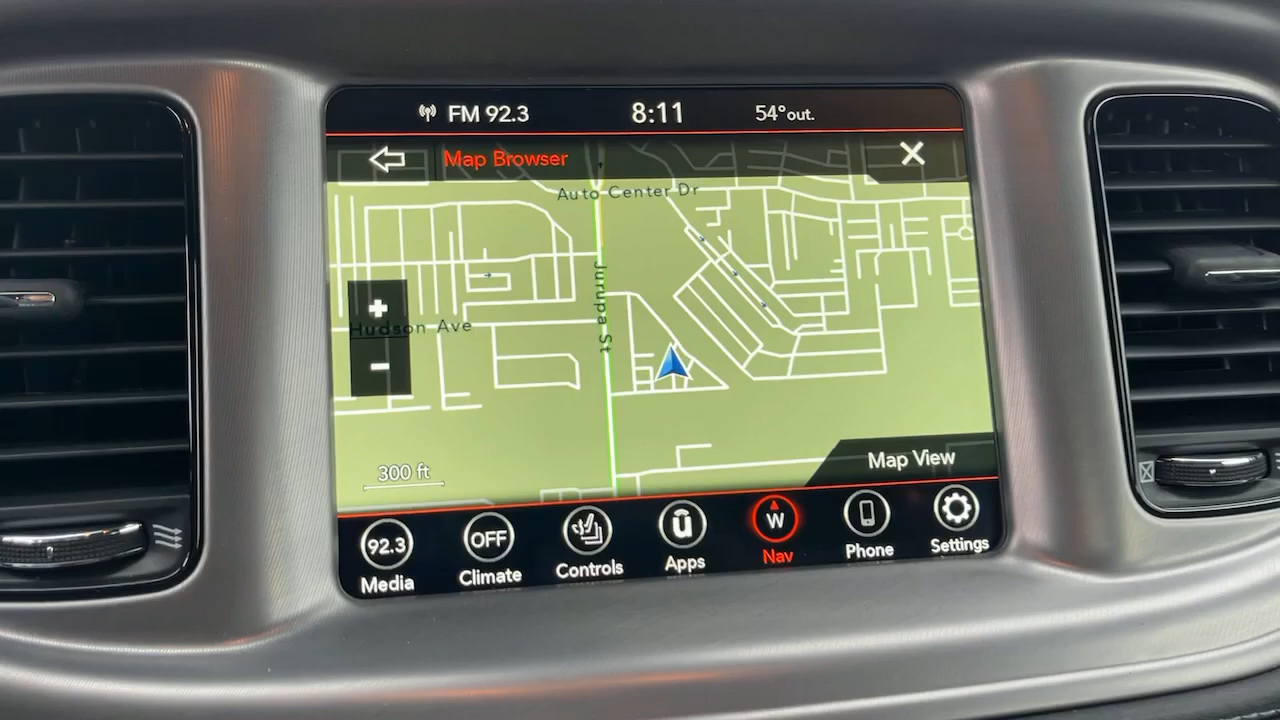 FM 92.3
8:11
54°out.
Map Browser
Auto Center Dr
Jurupa St
+
Hudson Ave
-
Map View
300 ft
92.3
OFF
W
Media
Climate
Controls
Apps
Nav
Phone
Settings